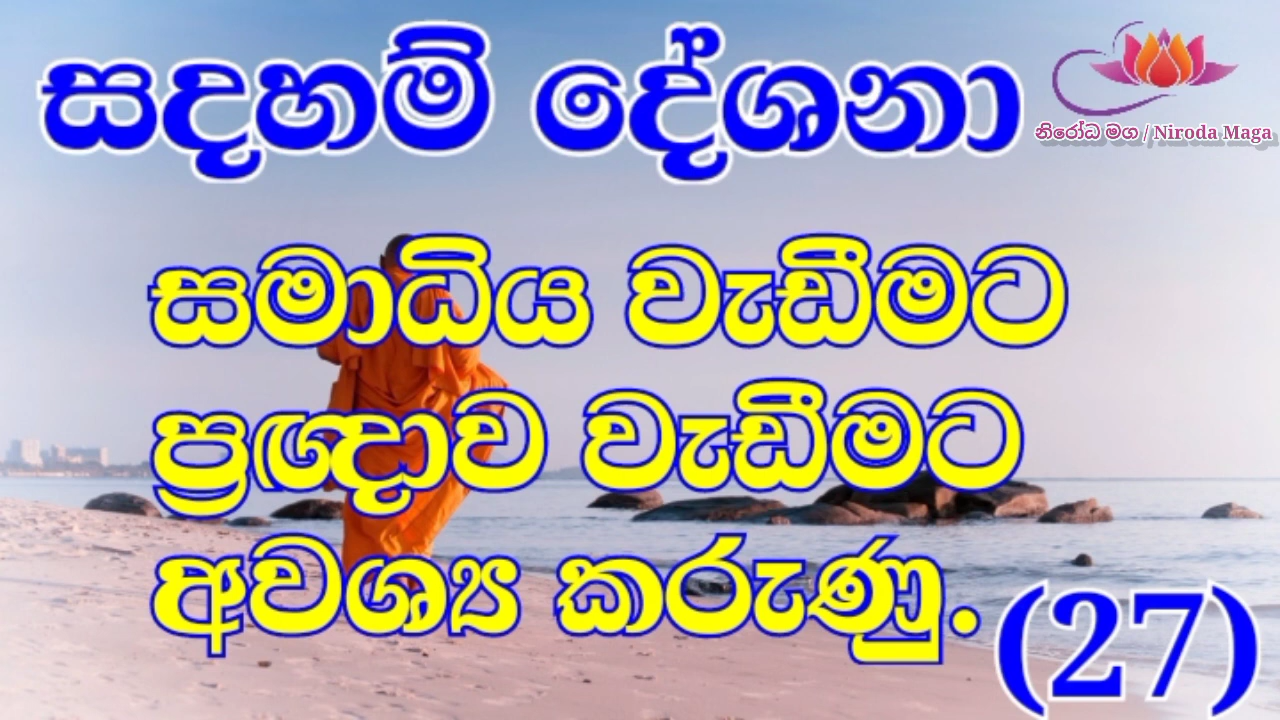 සදහම් දේශනා
නිරෝධ මග / Niroda Maga
සමාධිය වැඩීමට
ප්‍රඥාව වැඩීමට
අවශ්‍ය කරුණු.
(27)